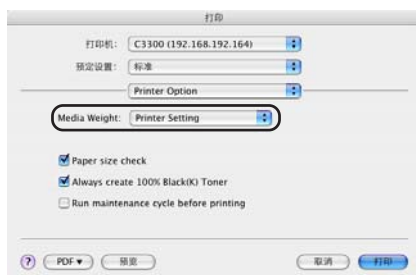 打印
打印机: C3300 (192.168.192.164)
预定设置: 标准
Printer Option
Media Weight: Printer Setting
Paper size check
Always create 100% Black(K) Toner
Run maintenance cycle before printing
? PDF▼ 预览 取消 打印